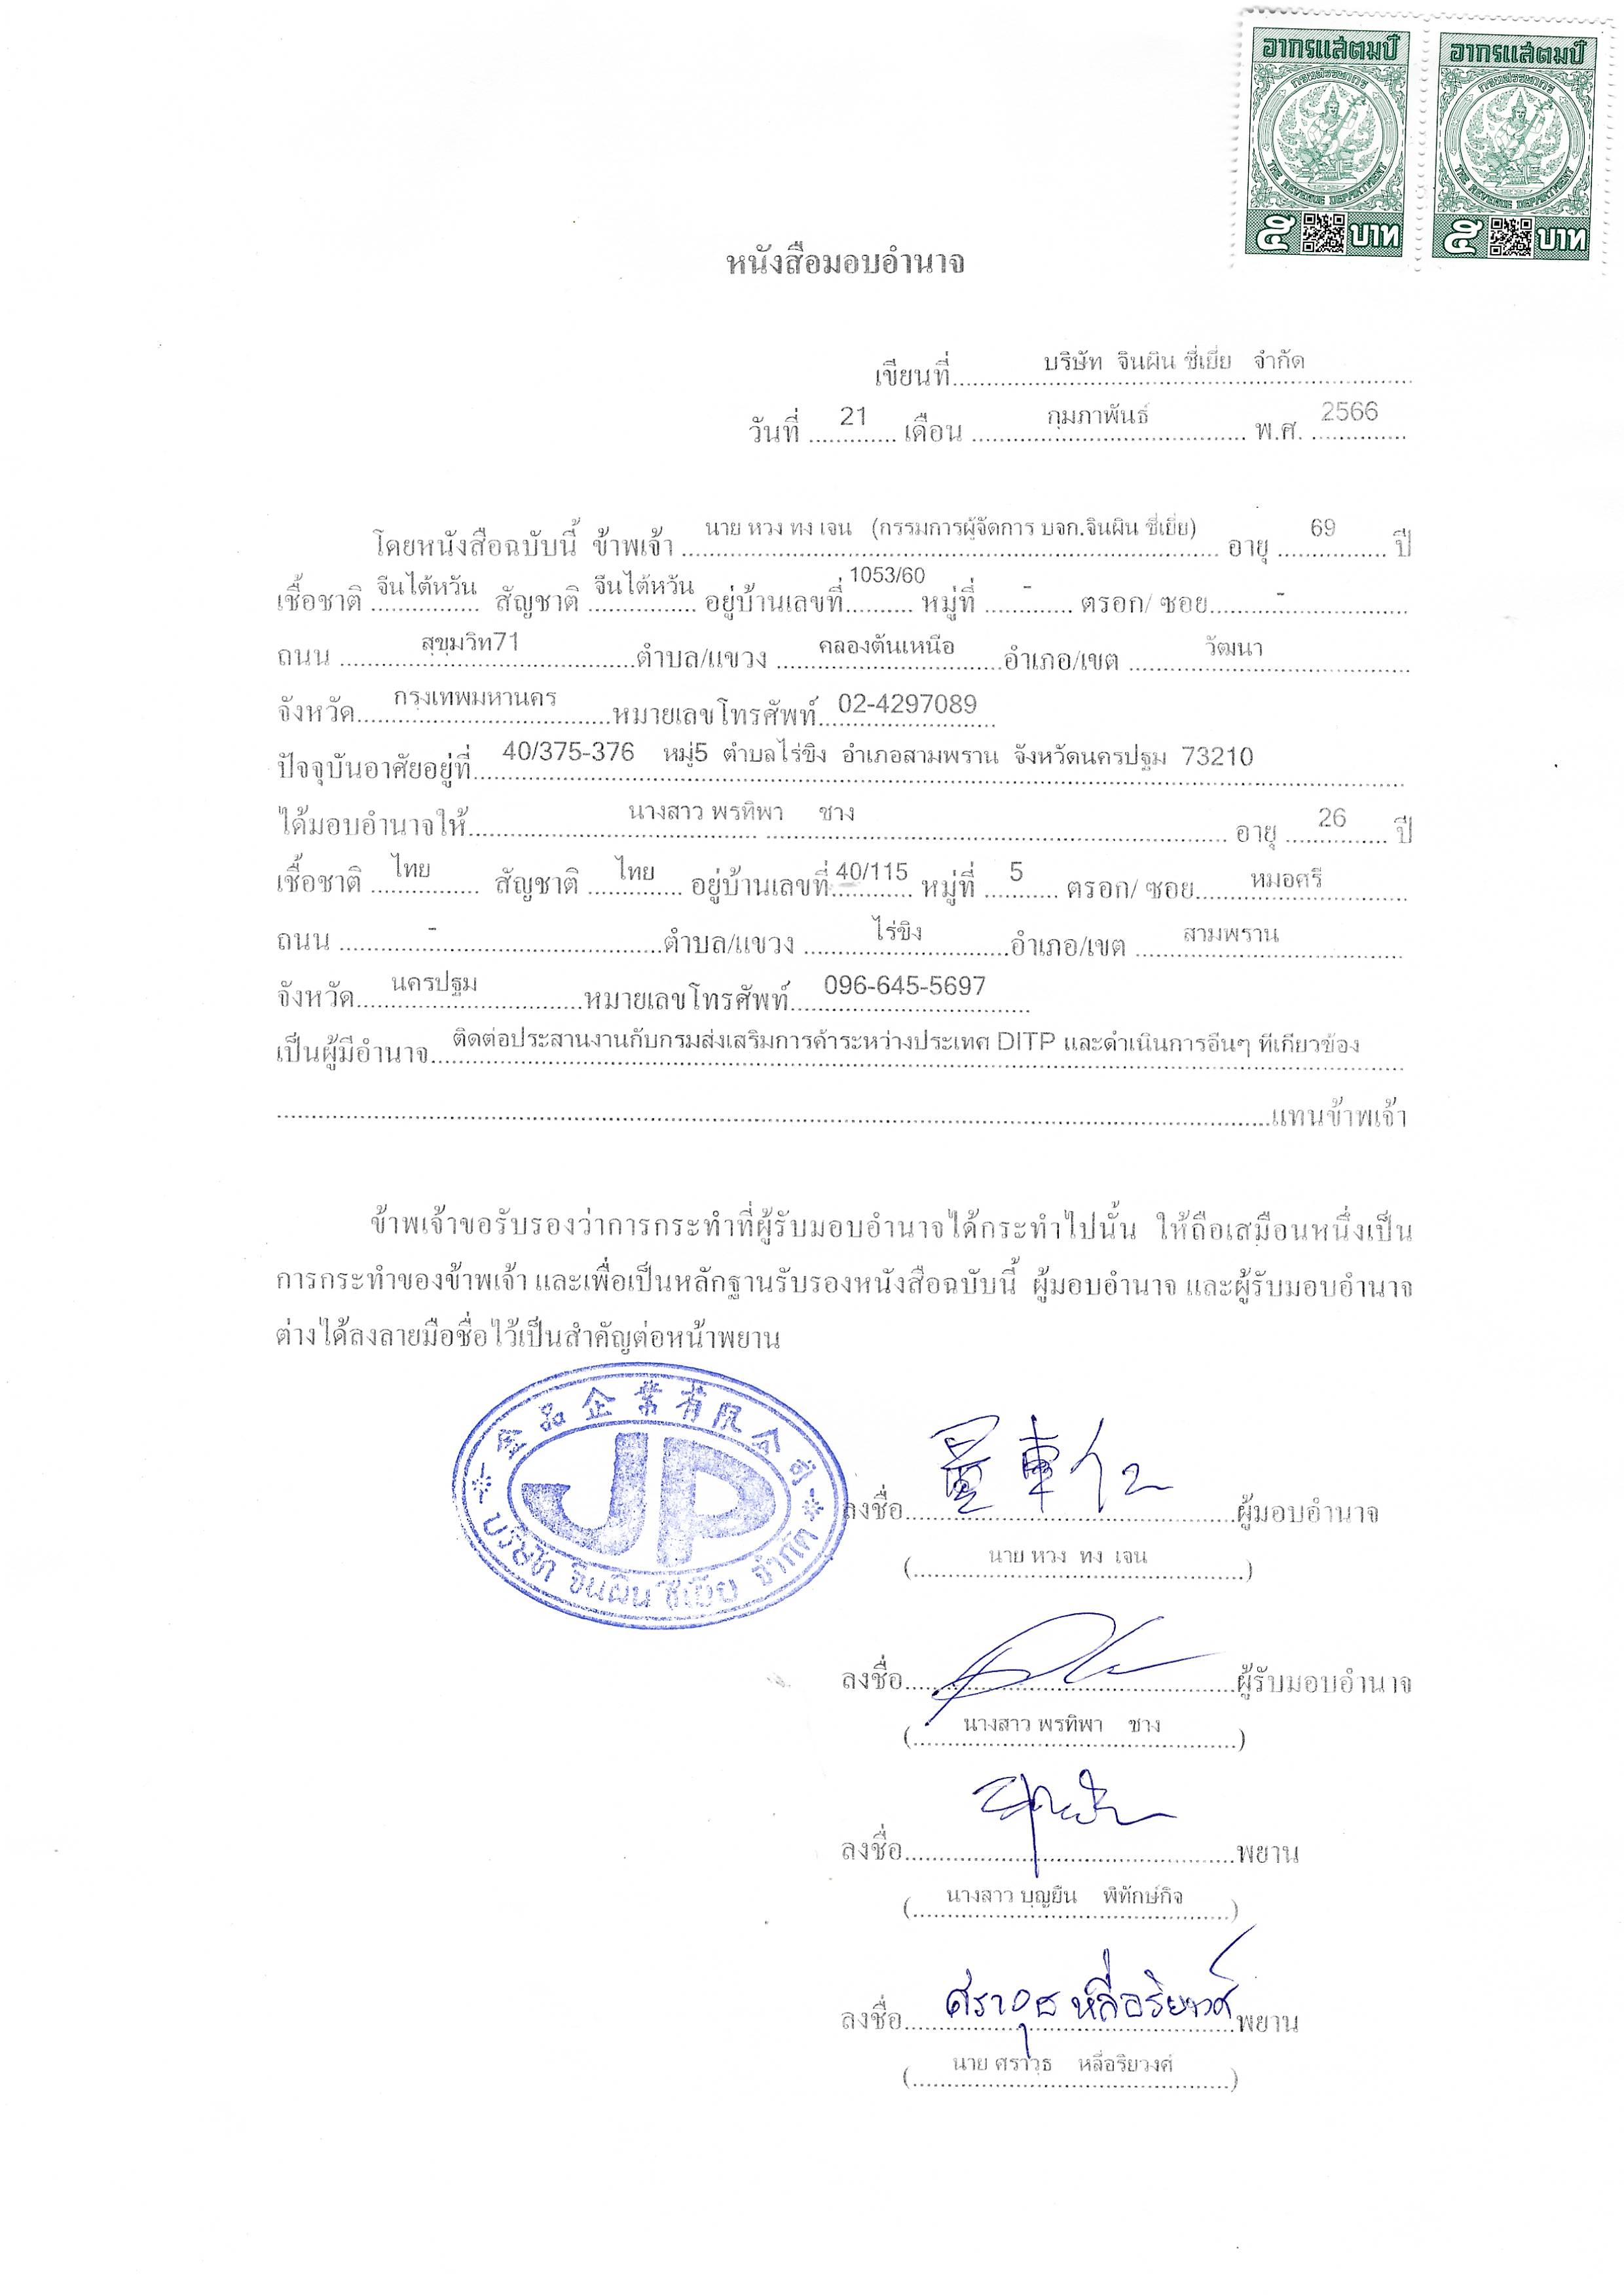 อากรแสตมป์ อากรแสตมป์
กรมสรรพากร กรมสรรพากร
THE REVENUE DEPARTMENT THE REVENUE DEPARTMENT
๕ บาท ๕ บาท
หนังสือมอบอำนาจ
เขียนที่ บริษัท จินผิน ชี่เยี่ย จำกัด
วันที่ 21 เดือน กุมภาพันธ์ พ.ศ. 2566
โดยหนังสือฉบับนี้ ข้าพเจ้า นาย หวง ทง เจน (กรรมการผู้จัดการ บจก.จินผิน ชี่เยี่ย) อายุ 69 ปี
เชื้อชาติ จีนไต้หวัน สัญชาติ จีนไต้หวัน อยู่บ้านเลขที่ 1053/60 หมู่ที่ - ตรอก/ ซอย -
ถนน สุขุมวิท71 ตำบล/แขวง คลองตันเหนือ อำเภอ/เขต วัฒนา
จังหวัด กรุงเทพมหานคร หมายเลขโทรศัพท์ 02-4297089
ปัจจุบันอาศัยอยู่ที่ 40/375-376 หมู่5 ตำบลไร่ขิง อำเภอสามพราน จังหวัดนครปฐม 73210
ได้มอบอำนาจให้ นางสาว พรทิพา ชาง อายุ 26 ปี
เชื้อชาติ ไทย สัญชาติ ไทย อยู่บ้านเลขที่ 40/115 หมู่ที่ 5 ตรอก/ ซอย หมอศรี
ถนน - ตำบล/แขวง ไร่ขิง อำเภอ/เขต สามพราน
จังหวัด นครปฐม หมายเลขโทรศัพท์ 096-645-5697
เป็นผู้มีอำนาจ ติดต่อประสานงานกับกรมส่งเสริมการค้าระหว่างประเทศ DITP และดำเนินการอื่นๆ ที่เกี่ยวข้อง
แทนข้าพเจ้า
ข้าพเจ้าขอรับรองว่าการกระทำที่ผู้รับมอบอำนาจได้กระทำไปนั้น ให้ถือเสมือนหนึ่งเป็น
การกระทำของข้าพเจ้า และเพื่อเป็นหลักฐานรับรองหนังสือฉบับนี้ ผู้มอบอำนาจ และผู้รับมอบอำนาจ
ต่างได้ลงลายมือชื่อไว้เป็นสำคัญต่อหน้าพยาน
金品企業有限公司
JP
บริษัท จินผิน ชี่เยี่ย จำกัด
ลงชื่อ ผู้มอบอำนาจ
(นาย หวง ทง เจน)
ลงชื่อ ผู้รับมอบอำนาจ
(นางสาว พรทิพา ชาง)
ลงชื่อ พยาน
(นางสาว บุญยืน พิทักษ์กิจ)
ลงชื่อ ศราวุธ หลื่อริยวงศ์ พยาน
(นาย ศราวุธ หลื่อริยวงศ์)